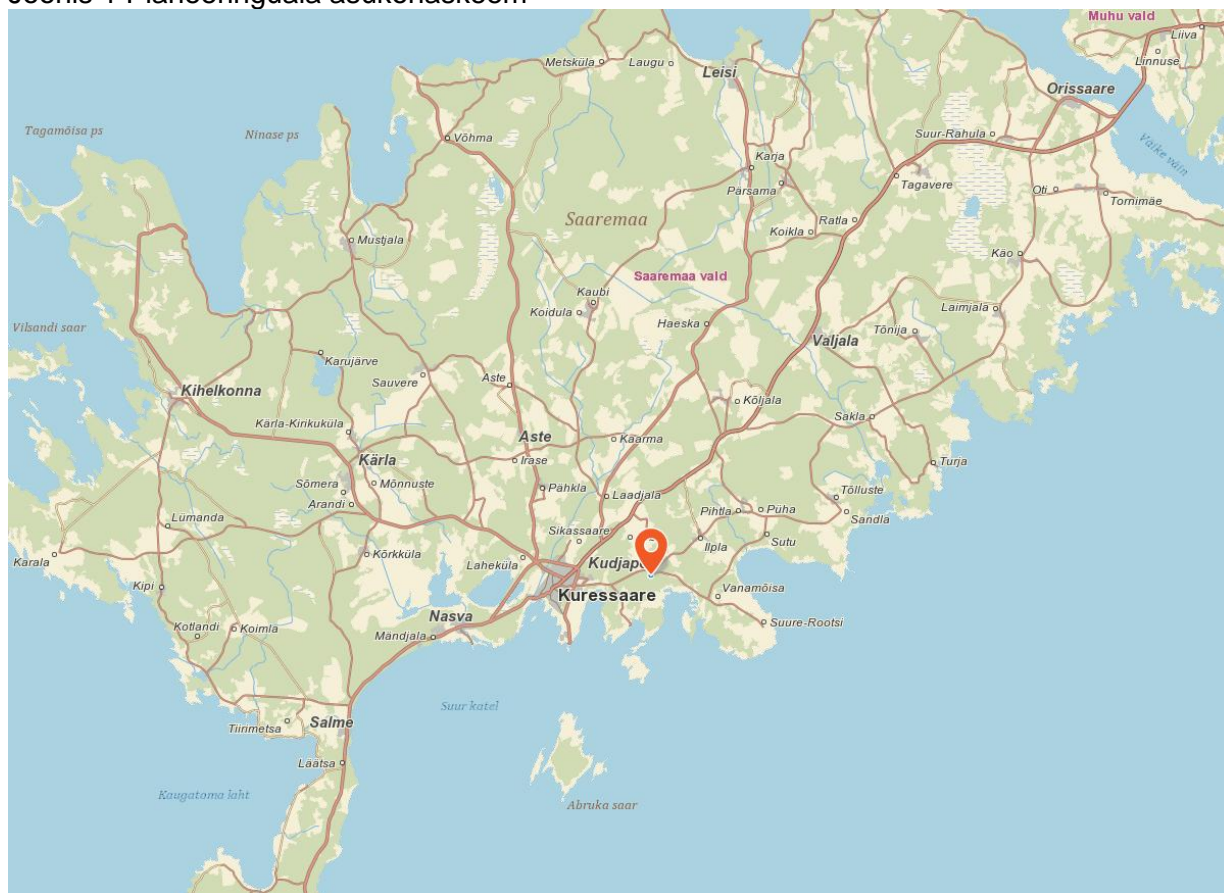 Joonis 1 Planeeringuala asukohaskeem
Muhu vald
Liiva
Linnuse
Metsküla
Laugu
Leisi
Orissaare
Tagamõisa ps
Ninase ps
Võhma
Suur-Rahula
Väike väin
Karja
Pärsama
Tagavere
Oti
Tornimäe
Saaremaa
Ratla
Koikla
Mustjala
Käo
Saaremaa vald
Kaubi
Koidula
Laimjala
Vilsandi saar
Haeska
Tõnija
Valjala
Karujärve
Sauvere
Aste
Kihelkonna
Kõljala
Kärla-Kirikuküla
Sakla
Aste
Kaarma
Kärla
Irase
Turja
Sõmera
Mõnnuste
Pähkla
Laadjala
Tõlluste
Arandi
Pihtla
Püha
Sandla
Lümanda
Sikassaare
Sutu
Ilpla
Karala
Kõrkküla
Laheküla
Kudjape
Kipi
Kuressaare
Vanamõisa
Nasva
Suure-Rootsi
Kotlandi
Koimla
Mändjala
Suur katel
Tiirimetsa
Salme
Läätsa
Kaugatoma laht
Abruka saar